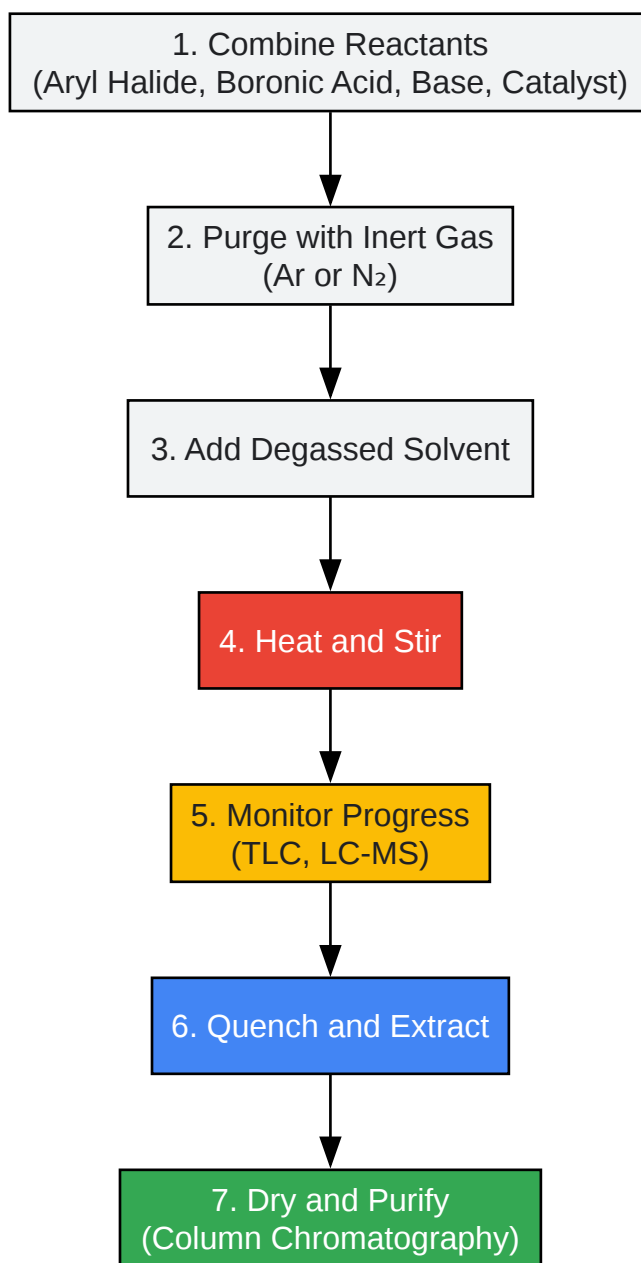 1. Combine Reactants
(Aryl Halide, Boronic Acid, Base, Catalyst)
2. Purge with Inert Gas
(Ar or N₂)
3. Add Degassed Solvent
4. Heat and Stir
5. Monitor Progress
(TLC, LC-MS)
6. Quench and Extract
7. Dry and Purify
(Column Chromatography)